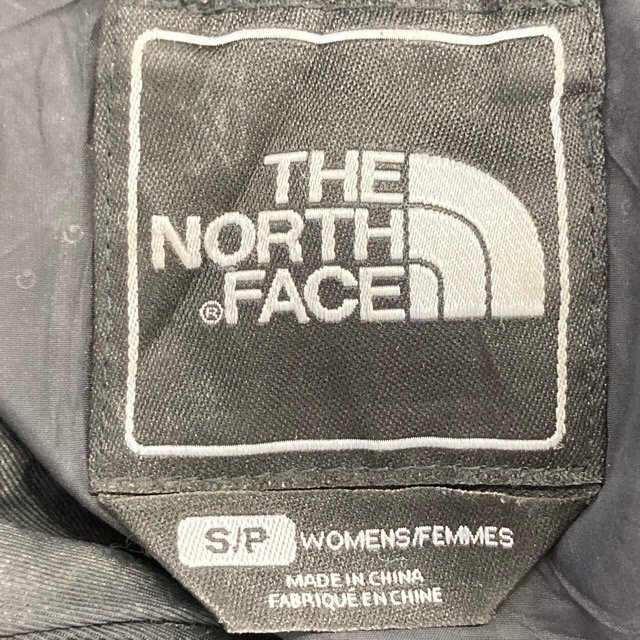 THE
NORTH
®FACE
S/P WOMENS/FEMMES
MADE IN CHINA
FABRIQUÉ EN CHINE